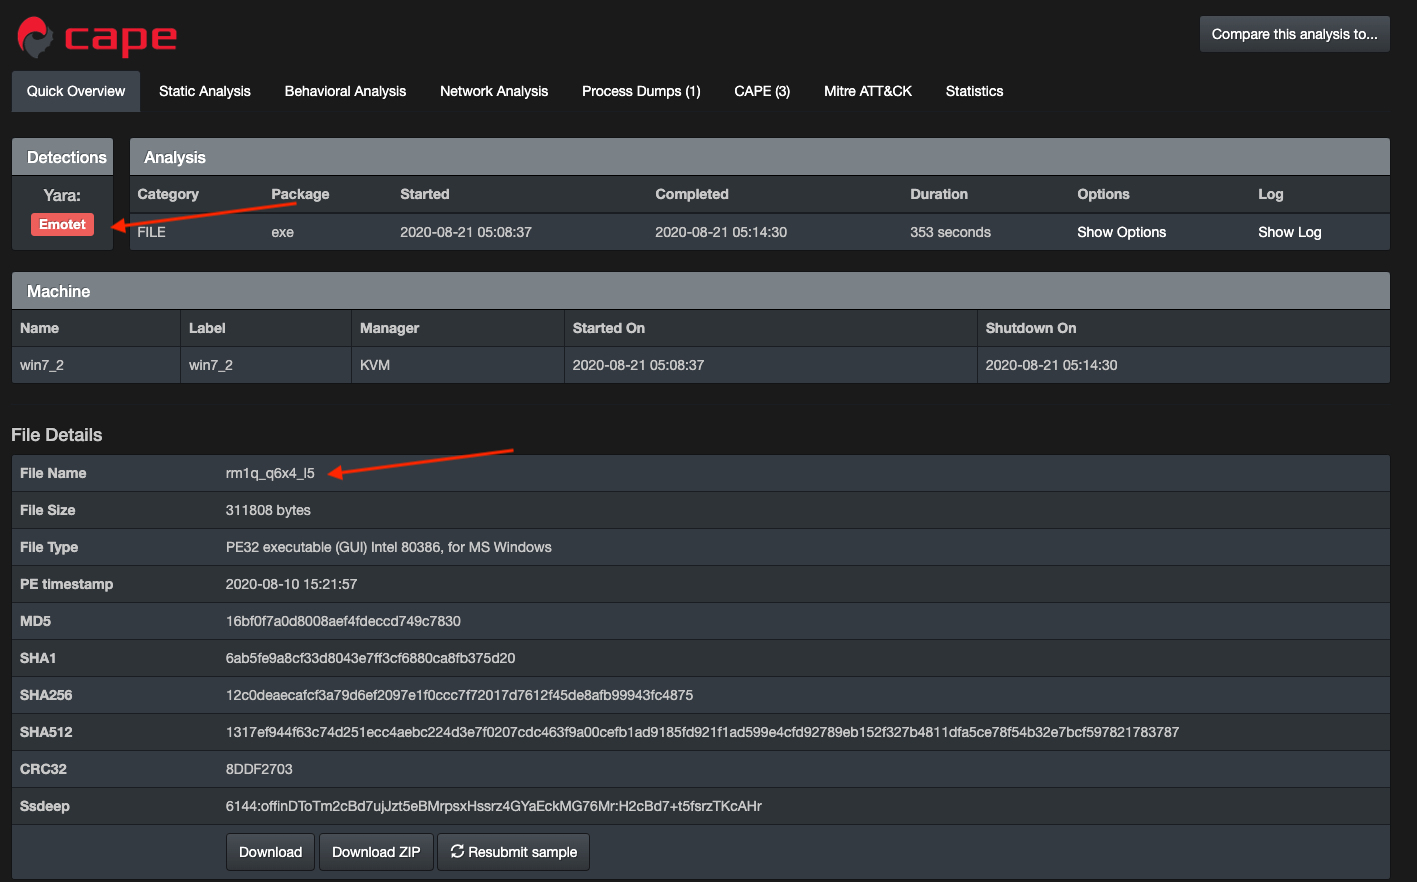 cape
Compare this analysis to...
Quick Overview Static Analysis Behavioral Analysis Network Analysis Process Dumps (1) CAPE (3) Mitre ATT&CK Statistics
Detections
Yara:
Emotet
Analysis
Category Package Started Completed Duration Options Log
FILE exe 2020-08-21 05:08:37 2020-08-21 05:14:30 353 seconds Show Options Show Log
Machine
Name Label Manager Started On Shutdown On
win7_2 win7_2 KVM 2020-08-21 05:08:37 2020-08-21 05:14:30
File Details
File Name rm1q_q6x4_l5
File Size 311808 bytes
File Type PE32 executable (GUI) Intel 80386, for MS Windows
PE timestamp 2020-08-10 15:21:57
MD5 16bf0f7a0d8008aef4fdeccd749c7830
SHA1 6ab5fe9a8cf33d8043e7ff3cf6880ca8fb375d20
SHA256 12c0deaecafcf3a79d6ef2097e1f0ccc7f72017d7612f45de8afb99943fc4875
SHA512 1317ef944f63c74d251ecc4aebc224d3e7f0207cdc463f9a00cefb1ad9185fd921f1ad599e4cfd92789eb152f327b4811dfa5ce78f54b32e7bcf597821783787
CRC32 8DDF2703
Ssdeep 6144:offinDToTm2cBd7ujJzt5eBMrpsxHssrz4GYaEckMG76Mr:H2cBd7+t5fsrzTKcAHr
Download Download ZIP Resubmit sample